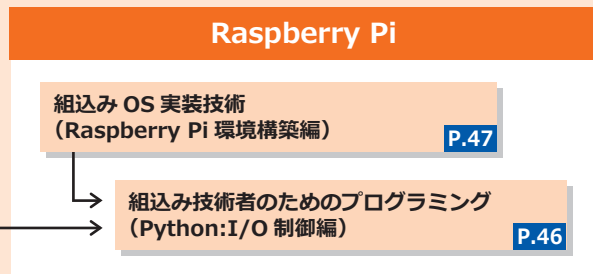 Raspberry Pi
組込み OS 実装技術
（Raspberry Pi 環境構築編）
P.47
組込み技術者のためのプログラミング
（Python:I/O 制御編）
P.46